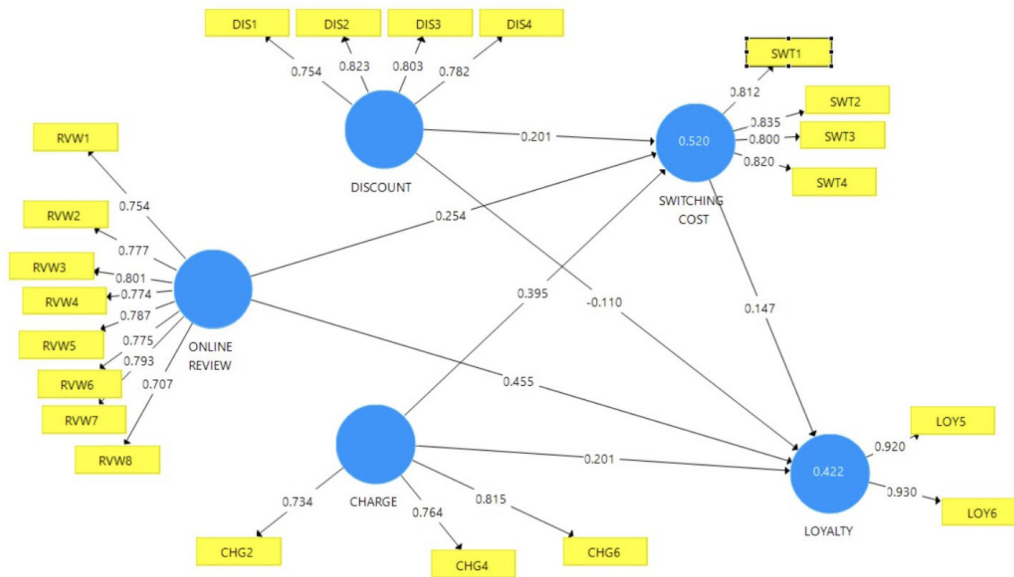 DIS1
DIS2
DIS3
DIS4
0.754
0.823
0.803
0.782
DISCOUNT
SWT1
SWT2
SWT3
SWT4
0.812
0.835
0.800
0.820
0.520
SWITCHING
COST
0.201
0.254
0.395
-0.110
0.147
RVW1
RVW2
RVW3
RVW4
RVW5
RVW6
RVW7
RVW8
0.754
0.777
0.801
0.774
0.787
0.775
0.793
0.707
ONLINE
REVIEW
0.455
0.201
CHARGE
0.734
0.764
0.815
CHG2
CHG4
CHG6
0.422
LOYALTY
0.920
0.930
LOY5
LOY6